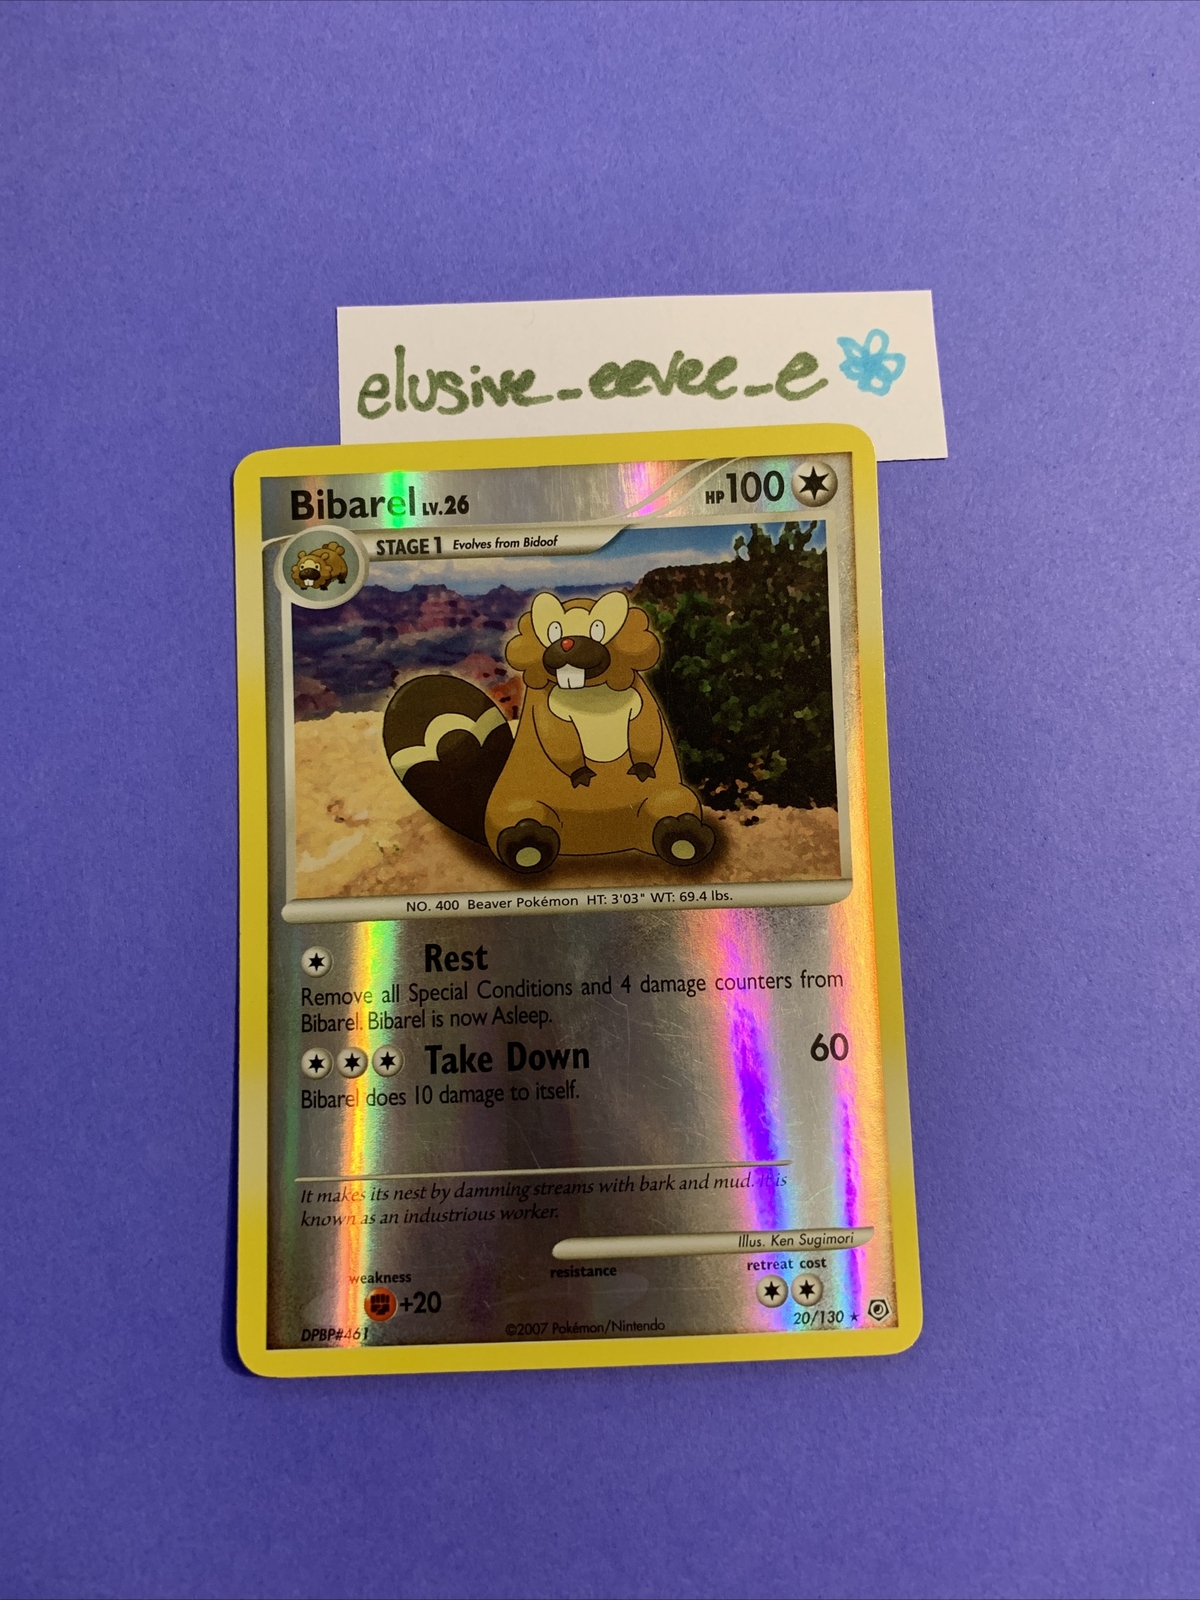 elusive_eevee_e
Bibarel LV.26
HP 100
STAGE 1 Evolves from Bidoof
NO. 400 Beaver Pokémon HT: 3'03" WT: 69.4 lbs.
Rest
Remove all Special Conditions and 4 damage counters from
Bibarel. Bibarel is now Asleep.
Take Down 60
Bibarel does 10 damage to itself.
It makes its nest by damming streams with bark and mud. It is
known as an industrious worker.
Illus. Ken Sugimori
weakness resistance retreat cost
+20
DPBP#461 ©2007 Pokémon/Nintendo 20/130